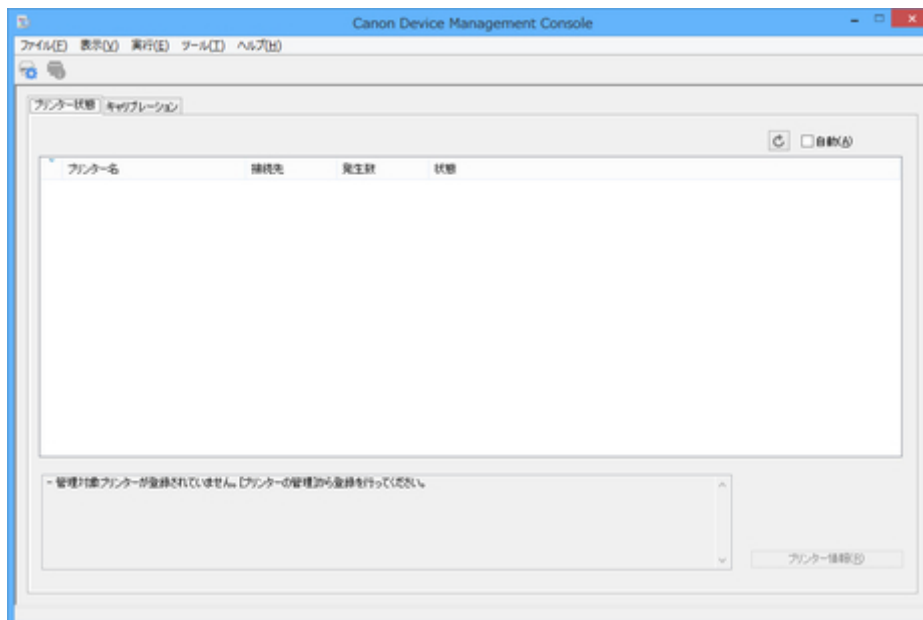 Canon Device Management Console
ファイル(F) 表示(V) 実行(E) ツール(T) ヘルプ(H)
プリンター状態 キャリブレーション
自動(A)
プリンター名 接続先 発生数 状態
- 管理対象プリンターが登録されていません。[プリンターの管理]から登録を行ってください。
プリンター情報(R)